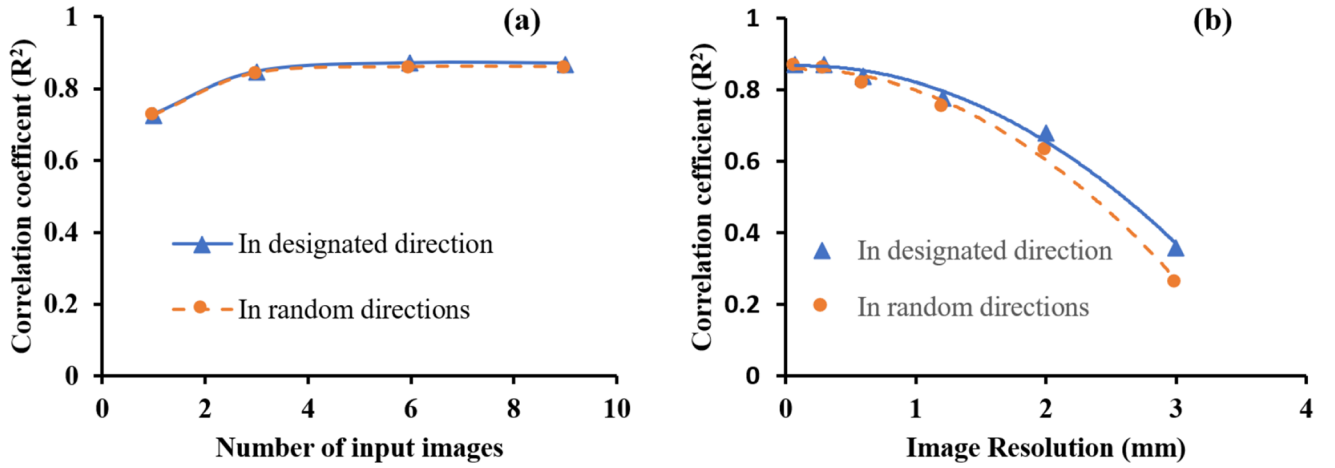 (a)
Correlation coefficent (R²)
1
0.8
0.6
0.4
0.2
0
In designated direction
In random directions
0 2 4 6 8 10
Number of input images
(b)
Correlation cefficient (R²)
1
0.8
0.6
0.4
0.2
0
In designated direction
In random directions
0 1 2 3 4
Image Resolution (mm)